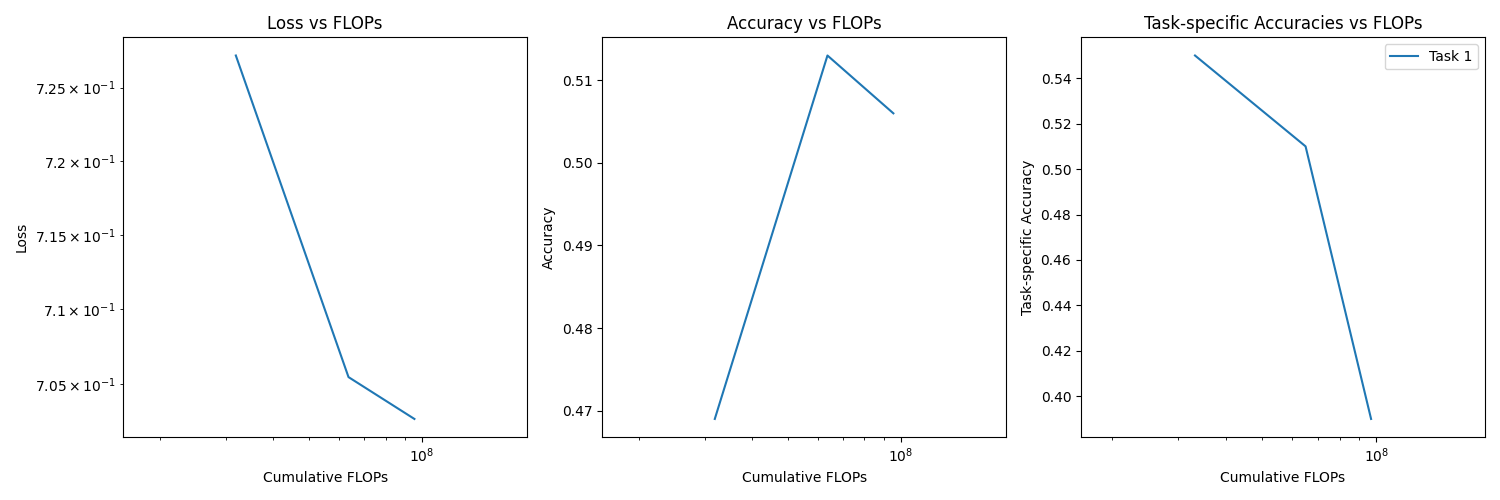 Loss vs FLOPs
7.25 × 10⁻¹
7.2 × 10⁻¹
7.15 × 10⁻¹
7.1 × 10⁻¹
7.05 × 10⁻¹
Loss
10⁸
Cumulative FLOPs
Accuracy vs FLOPs
0.51
0.50
0.49
0.48
0.47
Accuracy
10⁸
Cumulative FLOPs
Task-specific Accuracies vs FLOPs
Task 1
0.54
0.52
0.50
0.48
0.46
0.44
0.42
0.40
Task-specific Accuracy
10⁸
Cumulative FLOPs